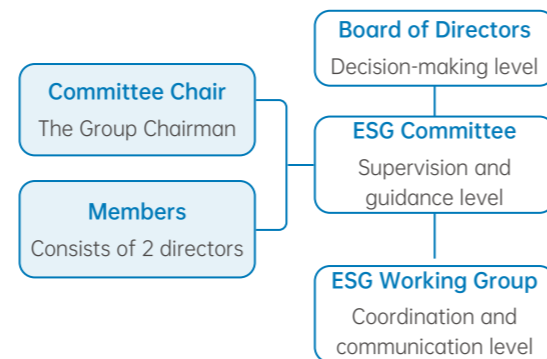 Board of Directors
Decision-making level
Committee Chair
The Group Chairman
ESG Committee
Supervision and
guidance level
Members
Consists of 2 directors
ESG Working Group
Coordination and
communication level